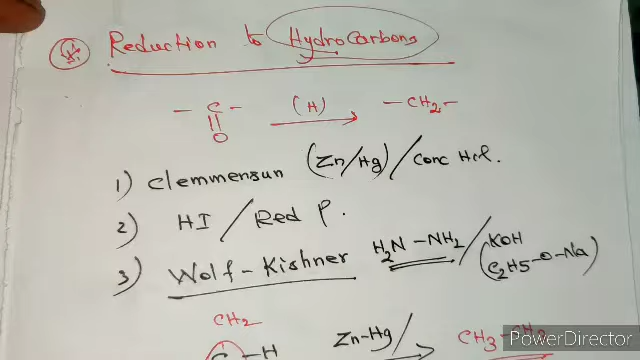 Reduction to Hydrocarbons
- C - (H) - CH2 -
||
O
1) Clemmensun (Zn/Hg)/conc Hcl.
2) HI / Red P.
3) Wolf-Kishner H2N-NH2/(KOH
C2H5-O-Na)
CH2
C-H Zn-Hg/ CH3-CH3
PowerDirector